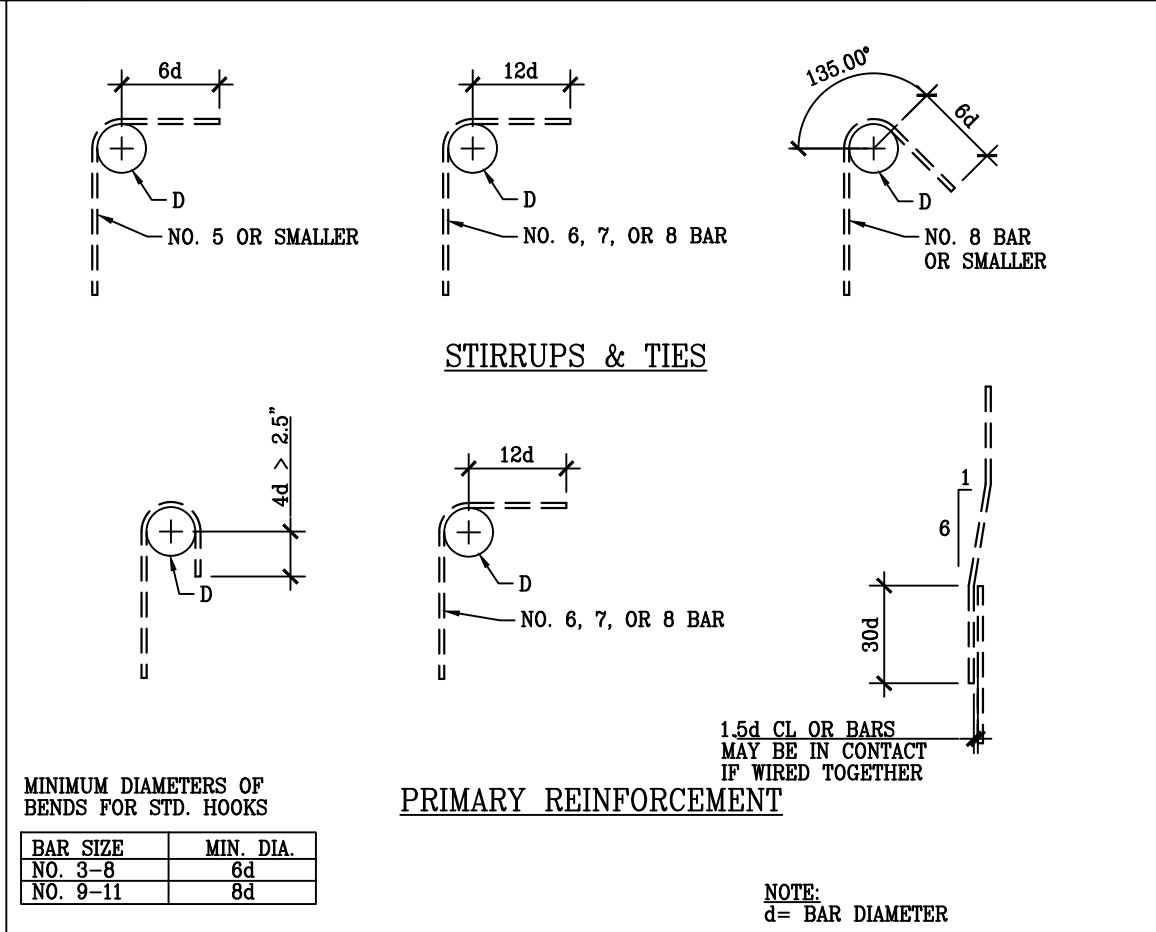 6d
D
NO. 5 OR SMALLER
12d
D
NO. 6, 7, OR 8 BAR
135.00°
6d
D
NO. 8 BAR
OR SMALLER
STIRRUPS & TIES
4d > 2.5"
D
12d
D
NO. 6, 7, OR 8 BAR
1
6
30d
1.5d CL OR BARS
MAY BE IN CONTACT
IF WIRED TOGETHER
PRIMARY REINFORCEMENT
MINIMUM DIAMETERS OF
BENDS FOR STD. HOOKS
BAR SIZE MIN. DIA.
NO. 3-8 6d
NO. 9-11 8d
NOTE:
d= BAR DIAMETER